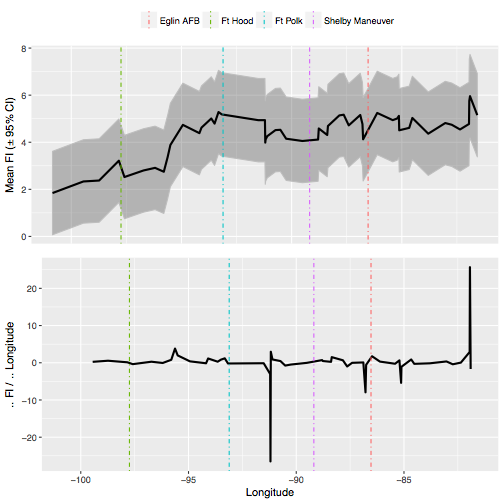 Eglin AFB Ft Hood Ft Polk Shelby Maneuver
Mean FI (± 95% CI)
8
6
4
2
0
.. FI / .. Longitude
20
10
0
−10
−20
−100 −95 −90 −85
Longitude